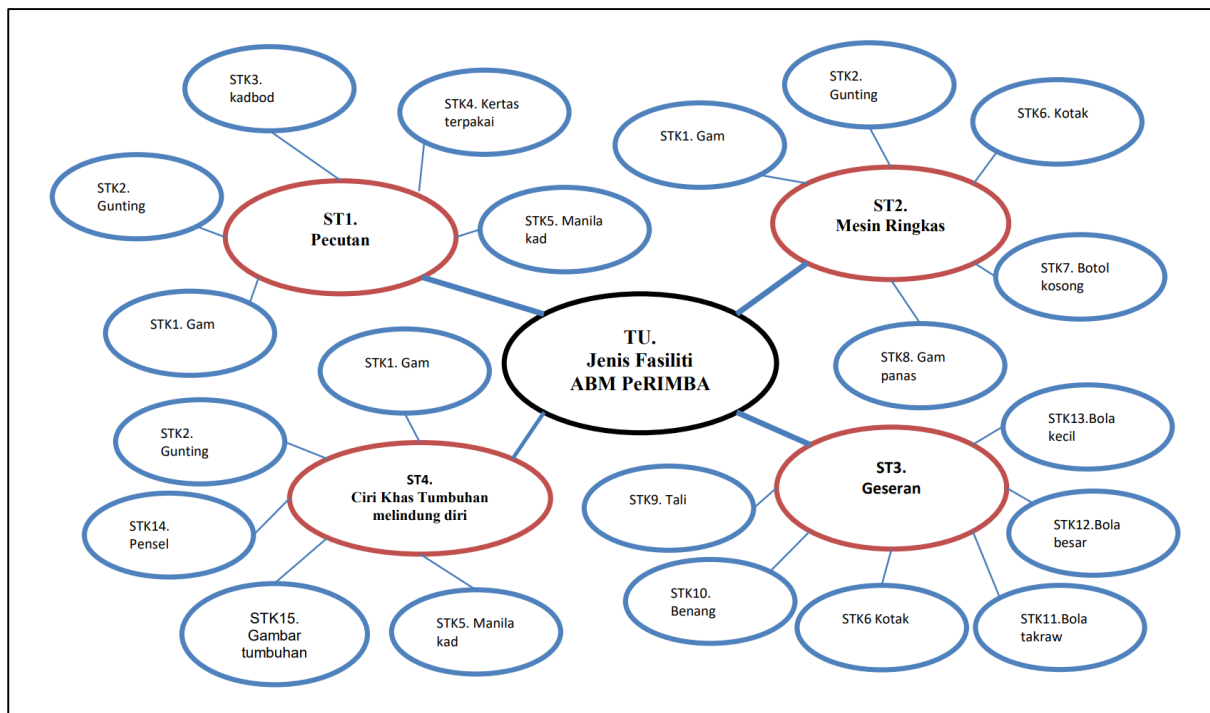 STK3.
kadbod
STK4. Kertas
terpakai
STK2.
Gunting
ST1.
Pecutan
STK5. Manila
kad
STK1. Gam
STK2.
Gunting
STK1. Gam
STK6. Kotak
ST2.
Mesin Ringkas
STK7. Botol
kosong
STK8. Gam
panas
TU.
Jenis Fasiliti
ABM PeRIMBA
STK1. Gam
STK2.
Gunting
ST4.
Ciri Khas Tumbuhan
melindung diri
STK14.
Pensel
STK15.
Gambar
tumbuhan
STK5. Manila
kad
STK13.Bola
kecil
ST3.
Geseran
STK9. Tali
STK12.Bola
besar
STK10.
Benang
STK6 Kotak
STK11.Bola
takraw